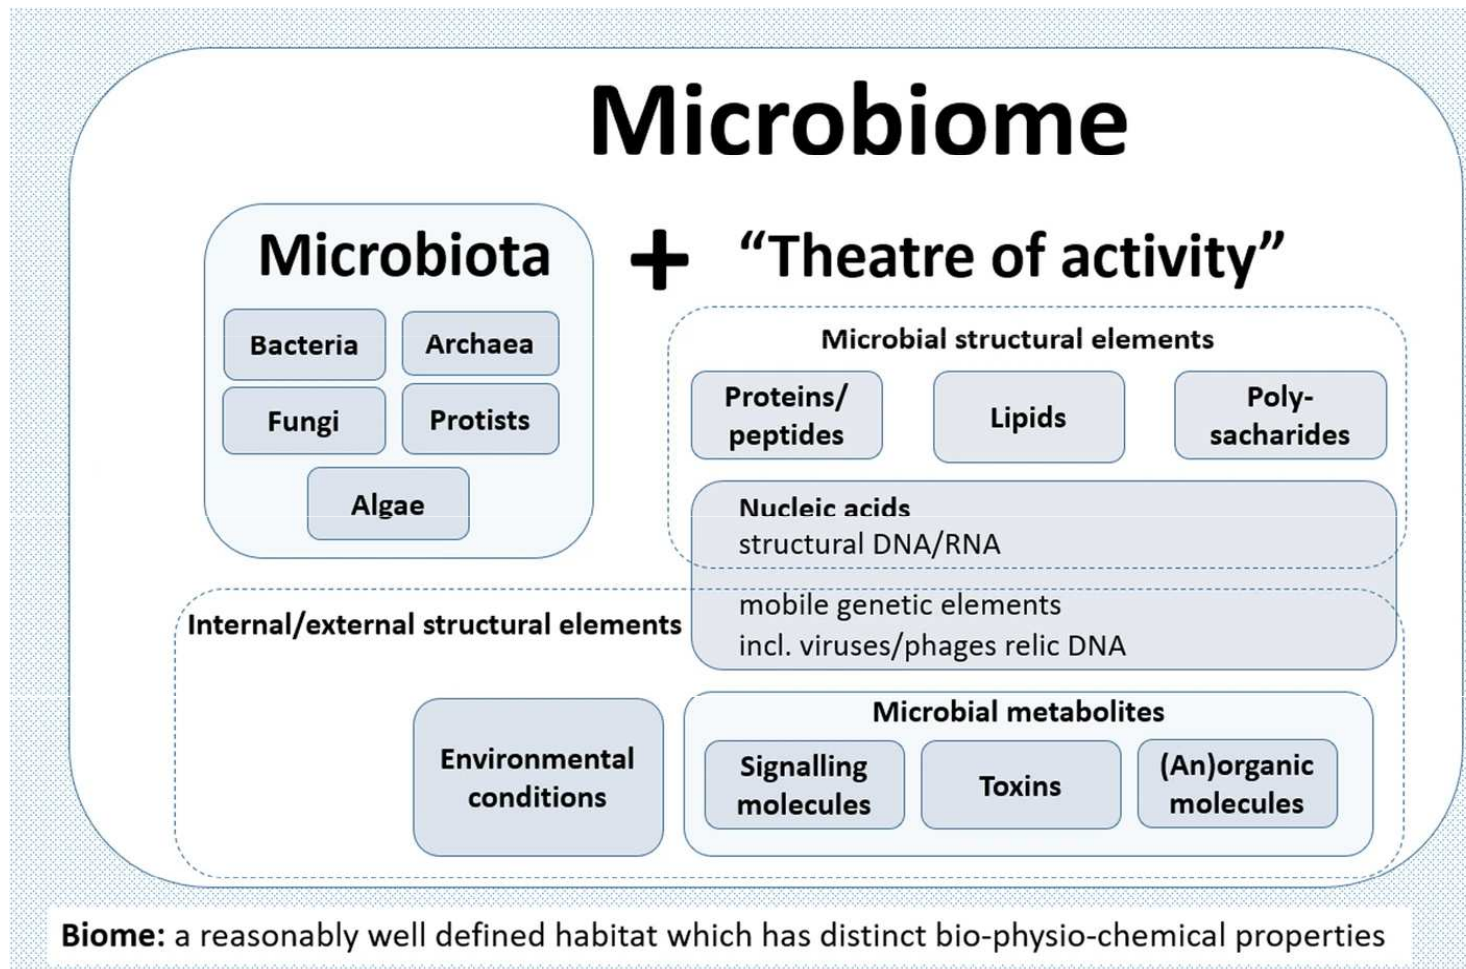 Microbiome
Microbiota + “Theatre of activity”
Bacteria
Archaea
Fungi
Protists
Algae
Microbial structural elements
Proteins/
peptides
Lipids
Poly-
sacharides
Nucleic acids
structural DNA/RNA
mobile genetic elements
incl. viruses/phages relic DNA
Internal/external structural elements
Environmental
conditions
Microbial metabolites
Signalling
molecules
Toxins
(An)organic
molecules
Biome: a reasonably well defined habitat which has distinct bio-physio-chemical properties